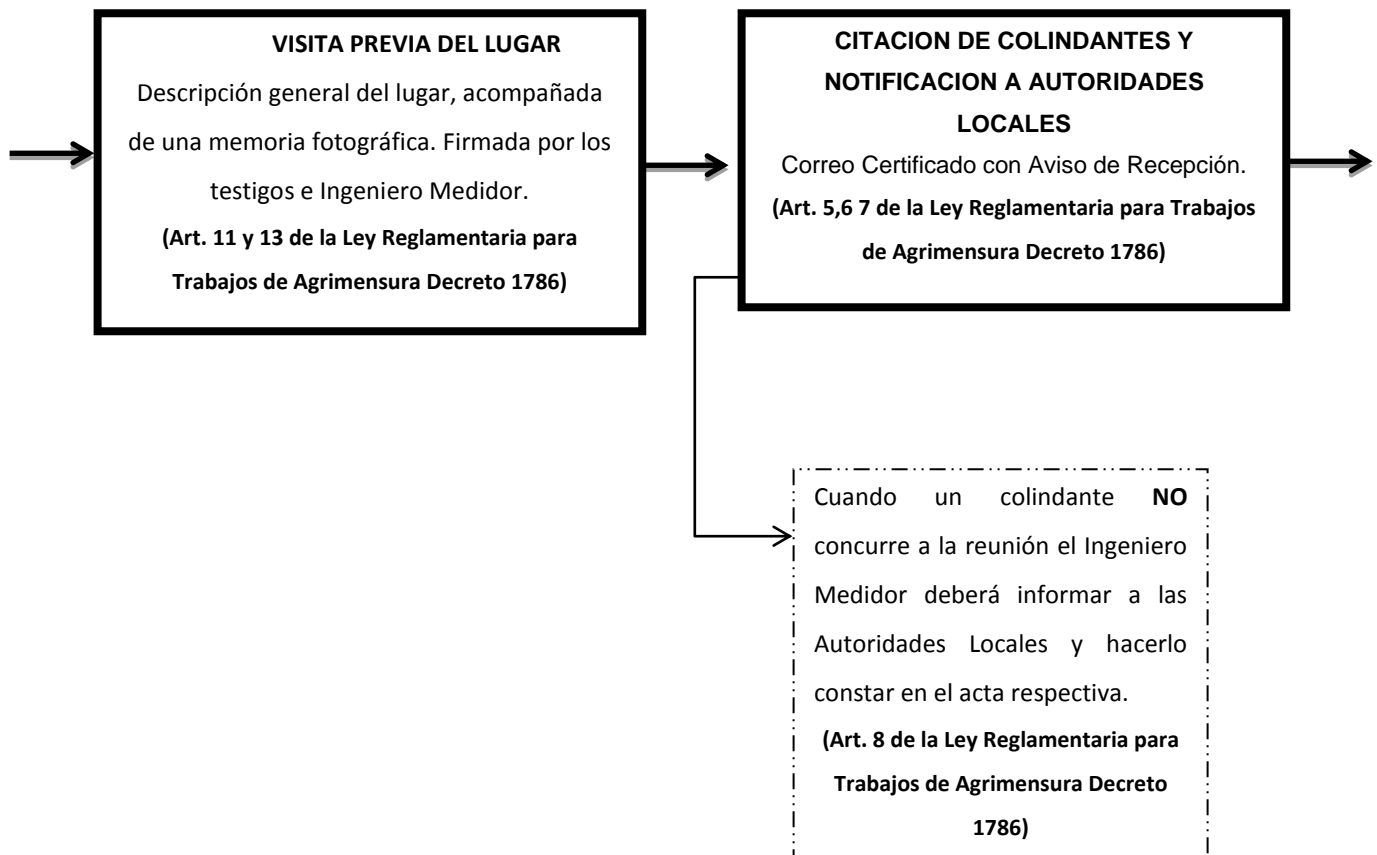 VISITA PREVIA DEL LUGAR
Descripción general del lugar, acompañada
de una memoria fotográfica. Firmada por los
testigos e Ingeniero Medidor.
(Art. 11 y 13 de la Ley Reglamentaria para
Trabajos de Agrimensura Decreto 1786)
CITACION DE COLINDANTES Y
NOTIFICACION A AUTORIDADES
LOCALES
Correo Certificado con Aviso de Recepción.
(Art. 5,6 7 de la Ley Reglamentaria para Trabajos
de Agrimensura Decreto 1786)
Cuando un colindante NO
concurre a la reunión el Ingeniero
Medidor deberá informar a las
Autoridades Locales y hacerlo
constar en el acta respectiva.
(Art. 8 de la Ley Reglamentaria para
Trabajos de Agrimensura Decreto
1786)